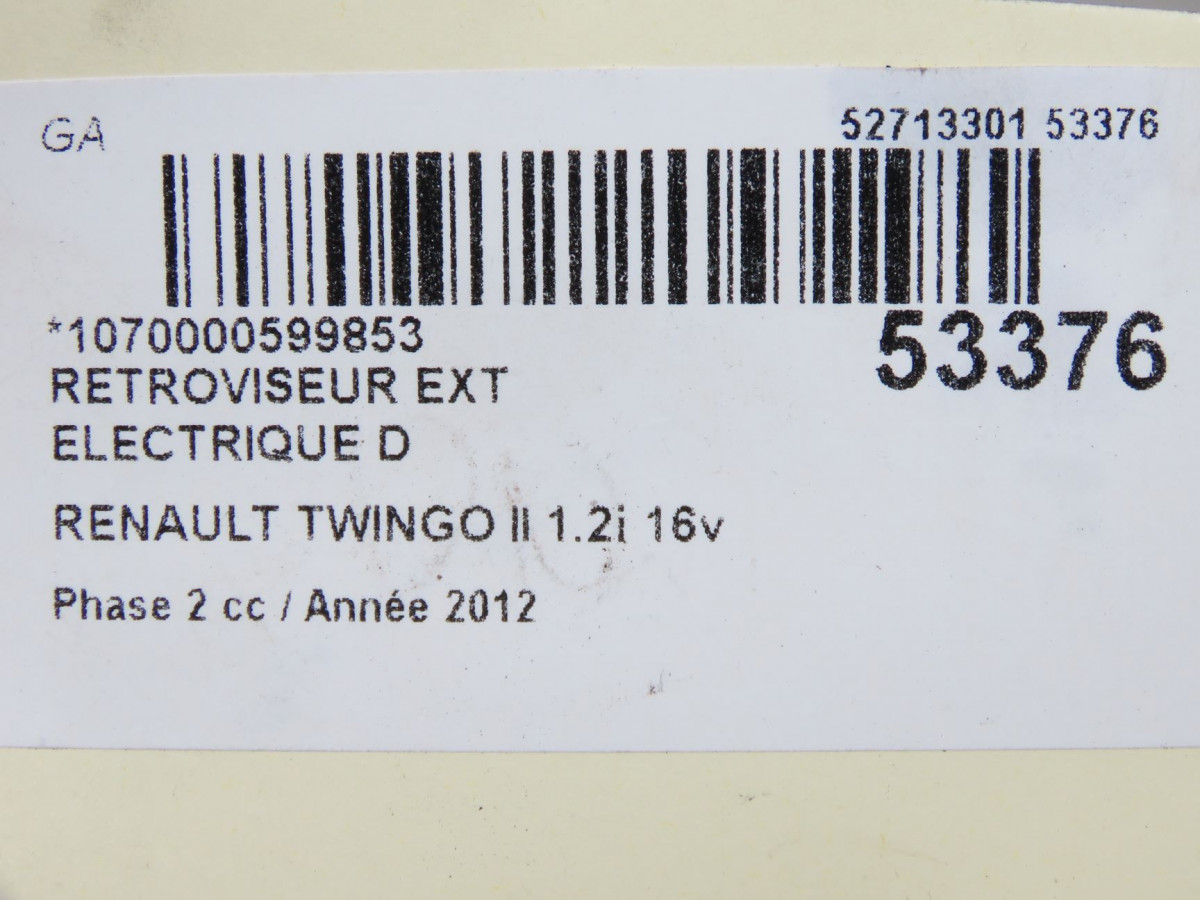 GA
52713301 53376
*1070000599853
53376
RETROVISEUR EXT
ELECTRIQUE D
RENAULT TWINGO II 1.2i 16v
Phase 2 cc / Année 2012